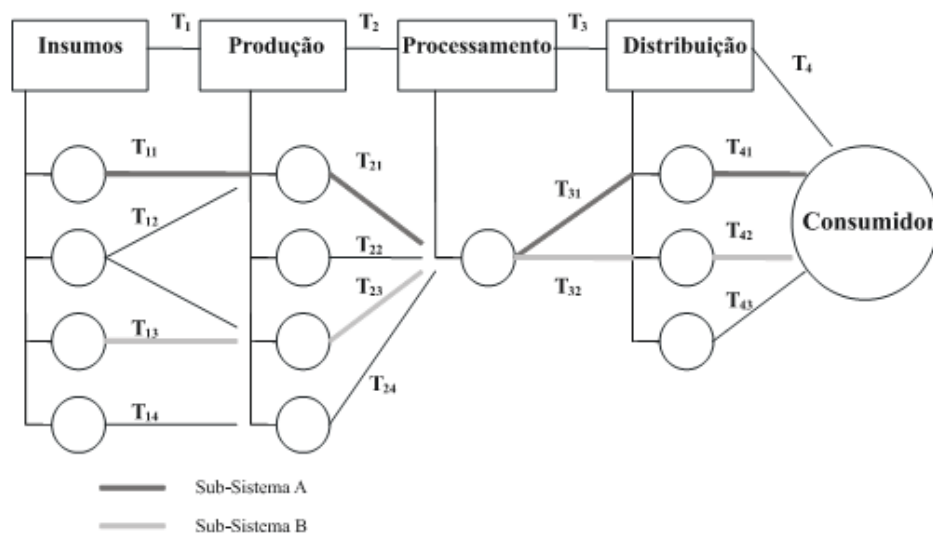 T₁ T₂ T₃
Insumos Produção Processamento Distribuição
T₄
T₁₁ T₂₁ T₄₁
T₃₁
T₁₂ Consumidor
T₂₂ T₄₂
T₂₃ T₃₂
T₁₃ T₄₃
T₂₄
T₁₄
Sub-Sistema A
Sub-Sistema B